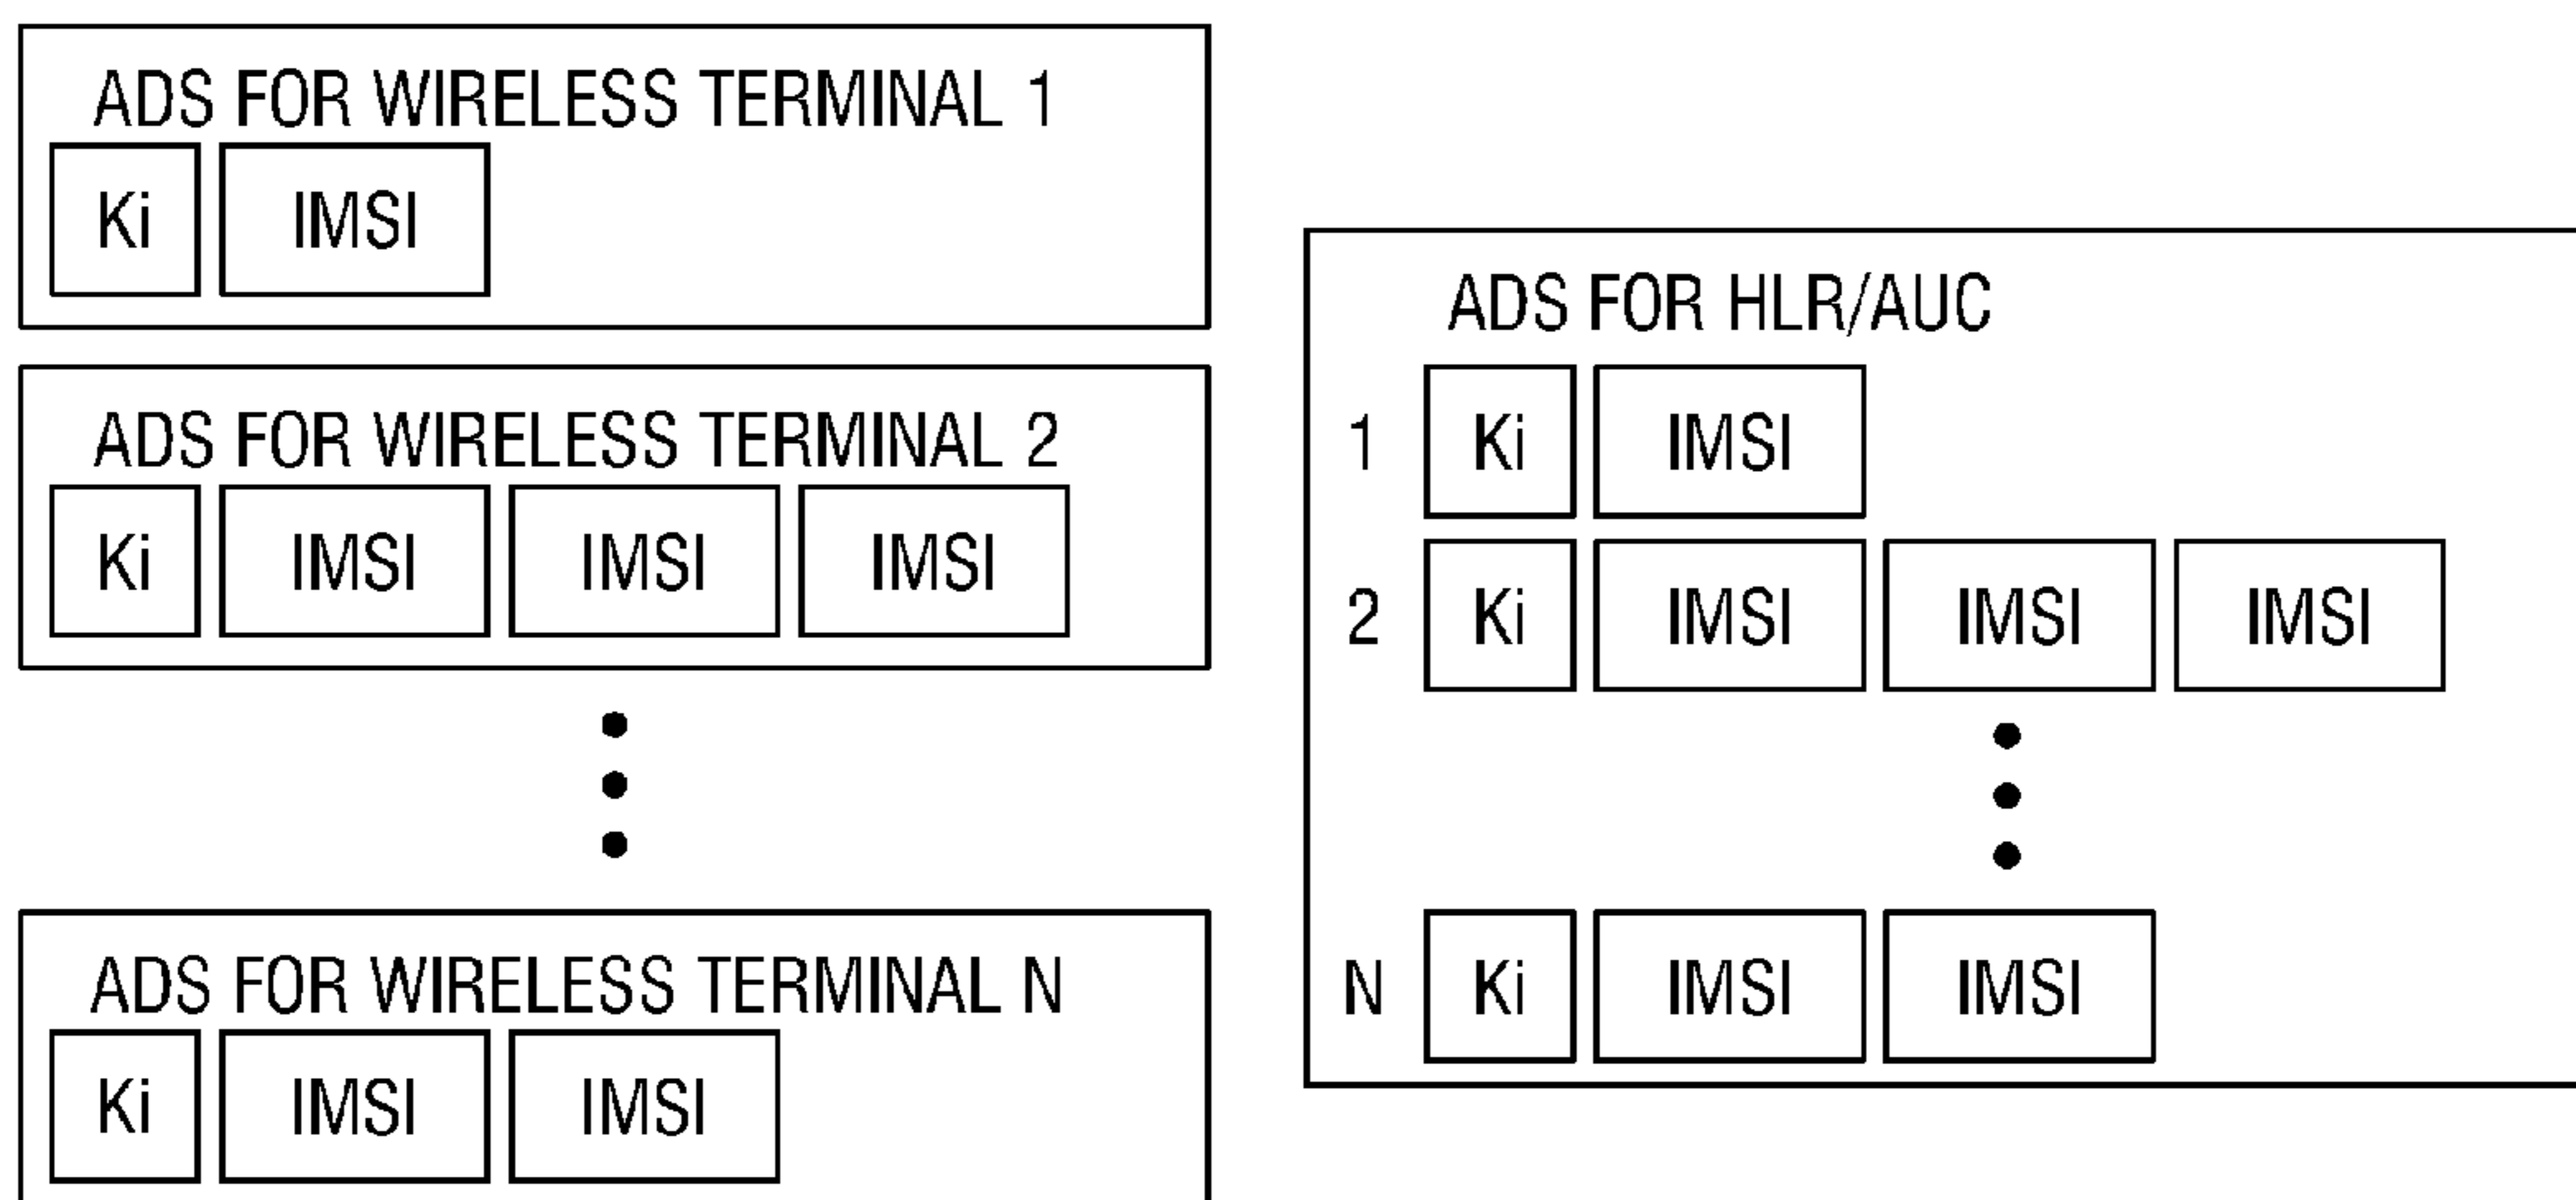 ADS FOR WIRELESS TERMINAL 1
Ki IMSI
ADS FOR WIRELESS TERMINAL 2
Ki IMSI IMSI IMSI
ADS FOR WIRELESS TERMINAL N
Ki IMSI IMSI
ADS FOR HLR/AUC
1 Ki IMSI
2 Ki IMSI IMSI IMSI
N Ki IMSI IMSI